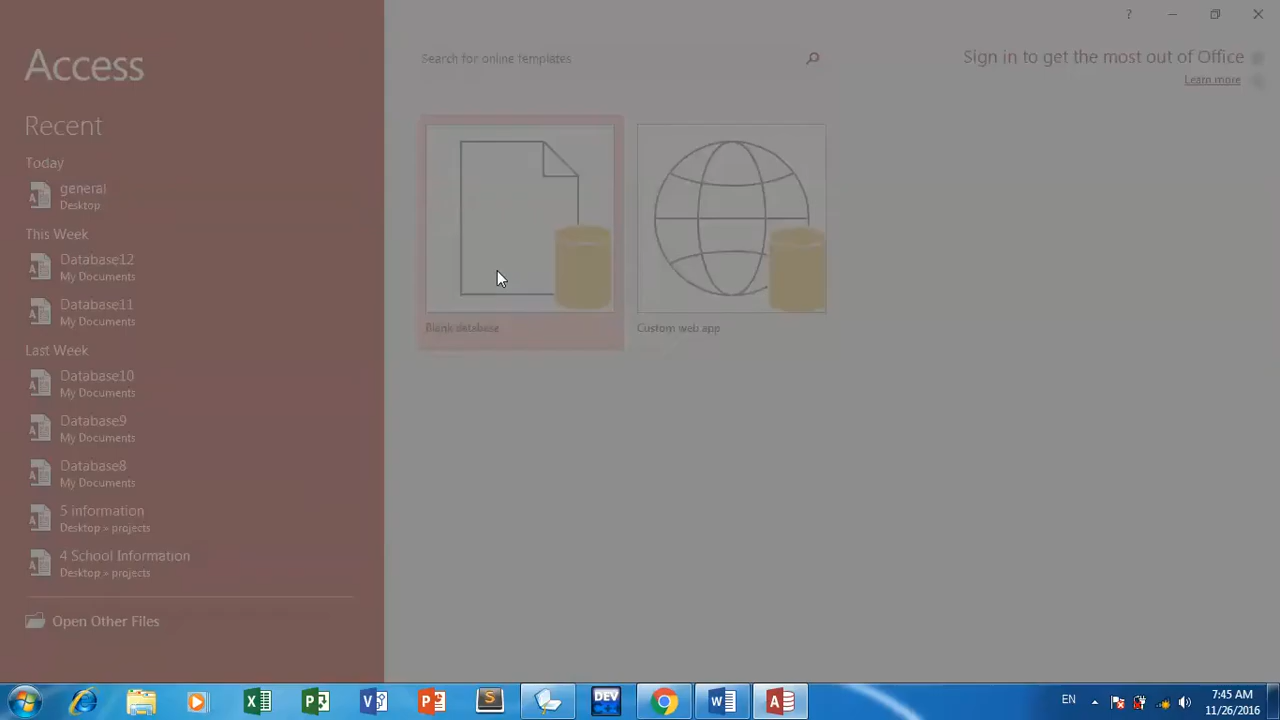 Access
Recent
Today
general
Desktop
This Week
Database12
My Documents
Database11
My Documents
Last Week
Database10
My Documents
Database9
My Documents
Database8
My Documents
5 information
Desktop » projects
4 School Information
Desktop » projects
Open Other Files
?
Search for online templates
Sign in to get the most out of Office
Learn more
Blank database
Custom web app
DEV
EN
7:45 AM
11/26/2016